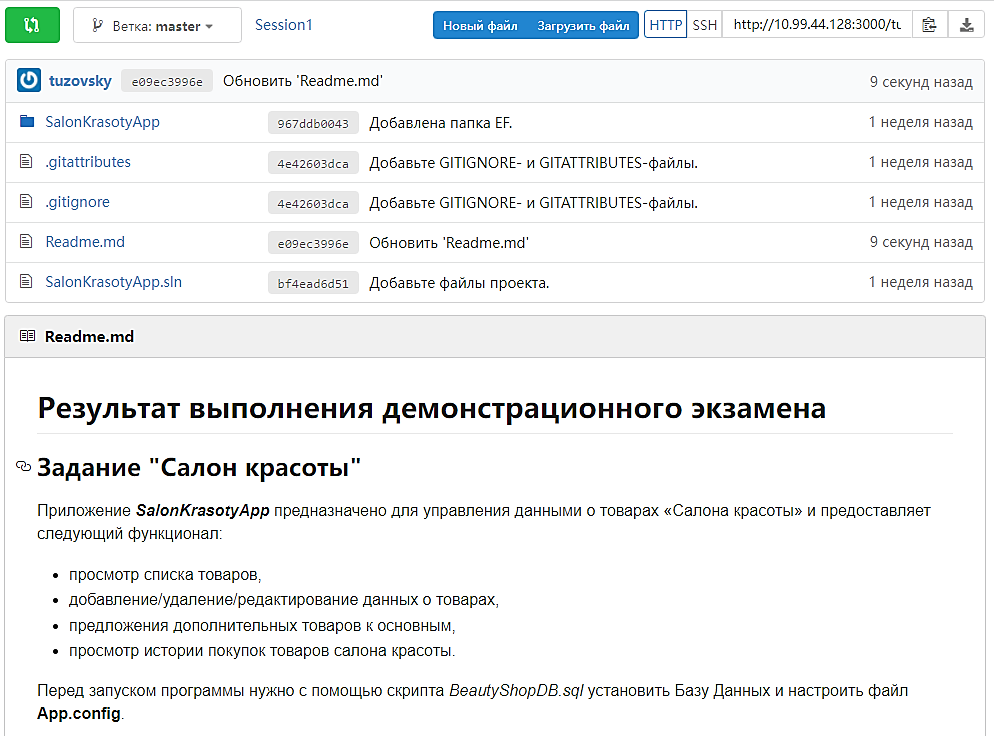 Ветка: master Session1 Новый файл Загрузить файл HTTP SSH http://10.99.44.128:3000/tu
tuzovsky e09ec3996e Обновить 'Readme.md' 9 секунд назад
SalonKrasotyApp 967ddb0043 Добавлена папка EF. 1 неделя назад
.gitattributes 4e42603dca Добавьте GITIGNORE- и GITATTRIBUTES-файлы. 1 неделя назад
.gitignore 4e42603dca Добавьте GITIGNORE- и GITATTRIBUTES-файлы. 1 неделя назад
Readme.md e09ec3996e Обновить 'Readme.md' 9 секунд назад
SalonKrasotyApp.sln bf4ead6d51 Добавьте файлы проекта. 1 неделя назад
Readme.md
Результат выполнения демонстрационного экзамена
Задание "Салон красоты"
Приложение SalonKrasotyApp предназначено для управления данными о товарах «Салона красоты» и предоставляет
следующий функционал:
• просмотр списка товаров,
• добавление/удаление/редактирование данных о товарах,
• предложения дополнительных товаров к основным,
• просмотр истории покупок товаров салона красоты.
Перед запуском программы нужно с помощью скрипта BeautyShopDB.sql установить Базу Данных и настроить файл
App.config.